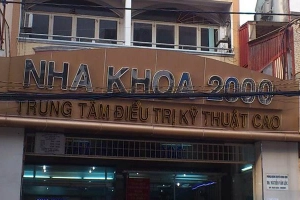 NHA KHOA 2000
TRUNG TÂM ĐIỀU TRỊ KỸ THUẬT CAO